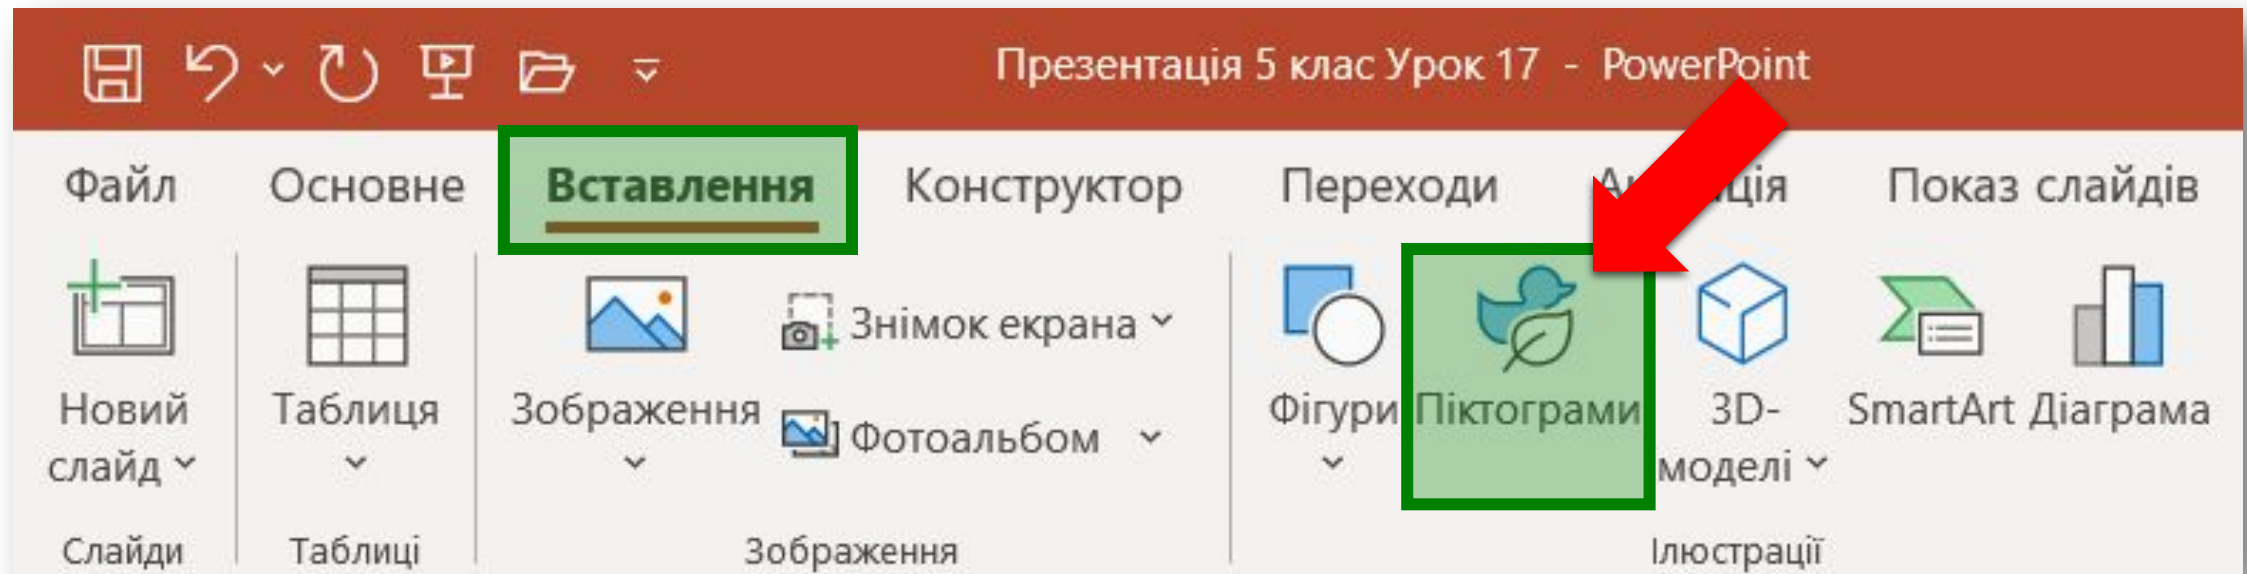 Презентація 5 клас Урок 17 - PowerPoint
Файл Основне Вставлення Конструктор Переходи Показ слайдів
Новий слайд
Таблиця
Зображення
Знімок екрана
Фотоальбом
Фігури
Піктограми
3D-
моделі
SmartArt
Діаграма
Слайди Таблиці Зображення Ілюстрації